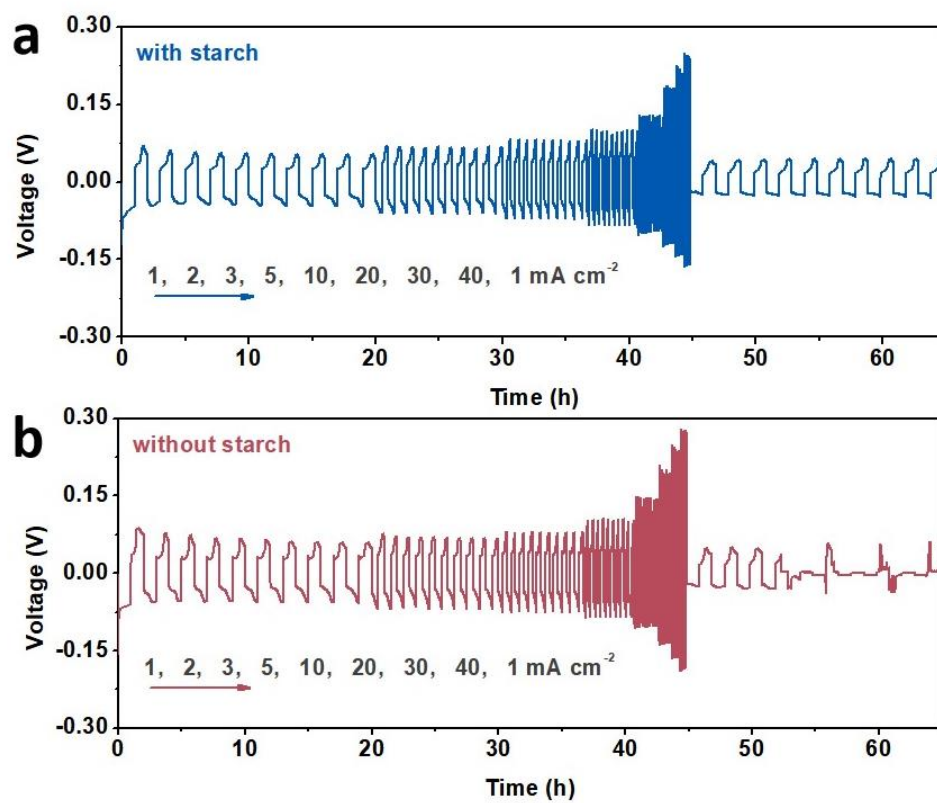 a
with starch
0.30
0.15
0.00
-0.15
-0.30
Voltage (V)
1, 2, 3, 5, 10, 20, 30, 40, 1 mA cm⁻²
0 10 20 30 40 50 60
Time (h)
b
without starch
0.30
0.15
0.00
-0.15
-0.30
Voltage (V)
1, 2, 3, 5, 10, 20, 30, 40, 1 mA cm⁻²
0 10 20 30 40 50 60
Time (h)